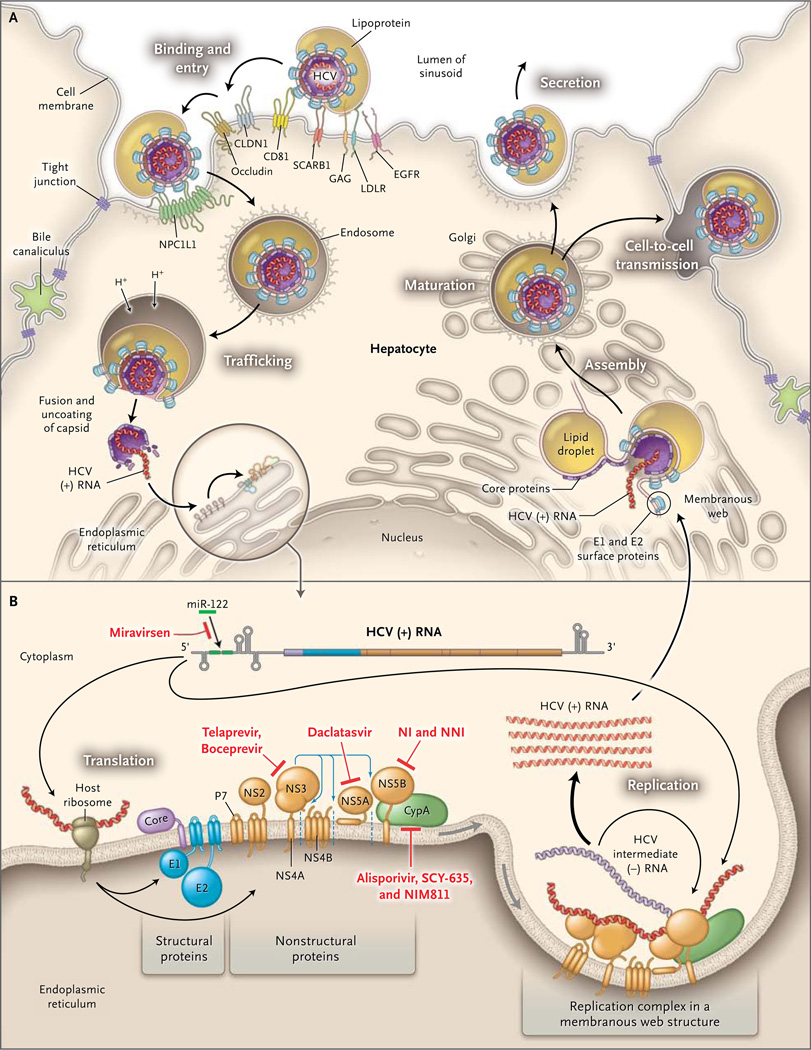 A
Lipoprotein
Binding and
entry
HCV
Lumen of
sinusoid
Secretion
Cell
membrane
CLDN1
Occludin
CD81
SCARB1
GAG
LDLR
EGFR
Tight
junction
NPC1L1
Bile
canaliculus
Endosome
Golgi
Cell-to-cell
transmission
H+
H+
Maturation
Hepatocyte
Trafficking
Assembly
Fusion and
uncoating
of capsid
Lipid
droplet
HCV
(+) RNA
Core proteins
HCV (+) RNA
Membranous
web
Endoplasmic
reticulum
Nucleus
E1 and E2
surface proteins
B
miR-122
Miravirsen
HCV (+) RNA
5'
3'
Cytoplasm
HCV (+) RNA
Telaprevir,
Boceprevir
Daclatasvir
NI and NNI
Translation
Replication
Host
ribosome
P7
NS2
NS3
NS5A
NS5B
CypA
Core
E1
E2
NS4A
NS4B
HCV
intermediate
(–) RNA
Alisporivir, SCY-635,
and NIM811
Structural
proteins
Nonstructural
proteins
Endoplasmic
reticulum
Replication complex in a
membranous web structure